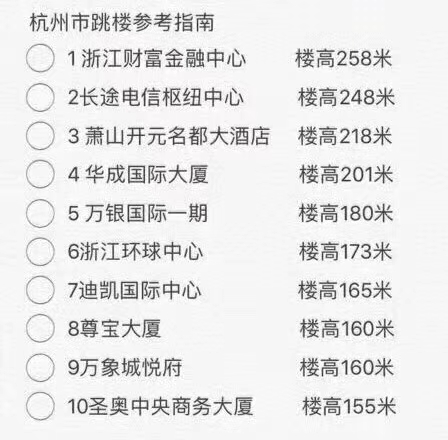 杭州市跳楼参考指南
1 浙江财富金融中心 楼高258米
2长途电信枢纽中心 楼高248米
3 萧山开元名都大酒店 楼高218米
4 华成国际大厦 楼高201米
5 万银国际一期 楼高180米
6浙江环球中心 楼高173米
7迪凯国际中心 楼高165米
8尊宝大厦 楼高160米
9万象城悦府 楼高160米
10圣奥中央商务大厦 楼高155米